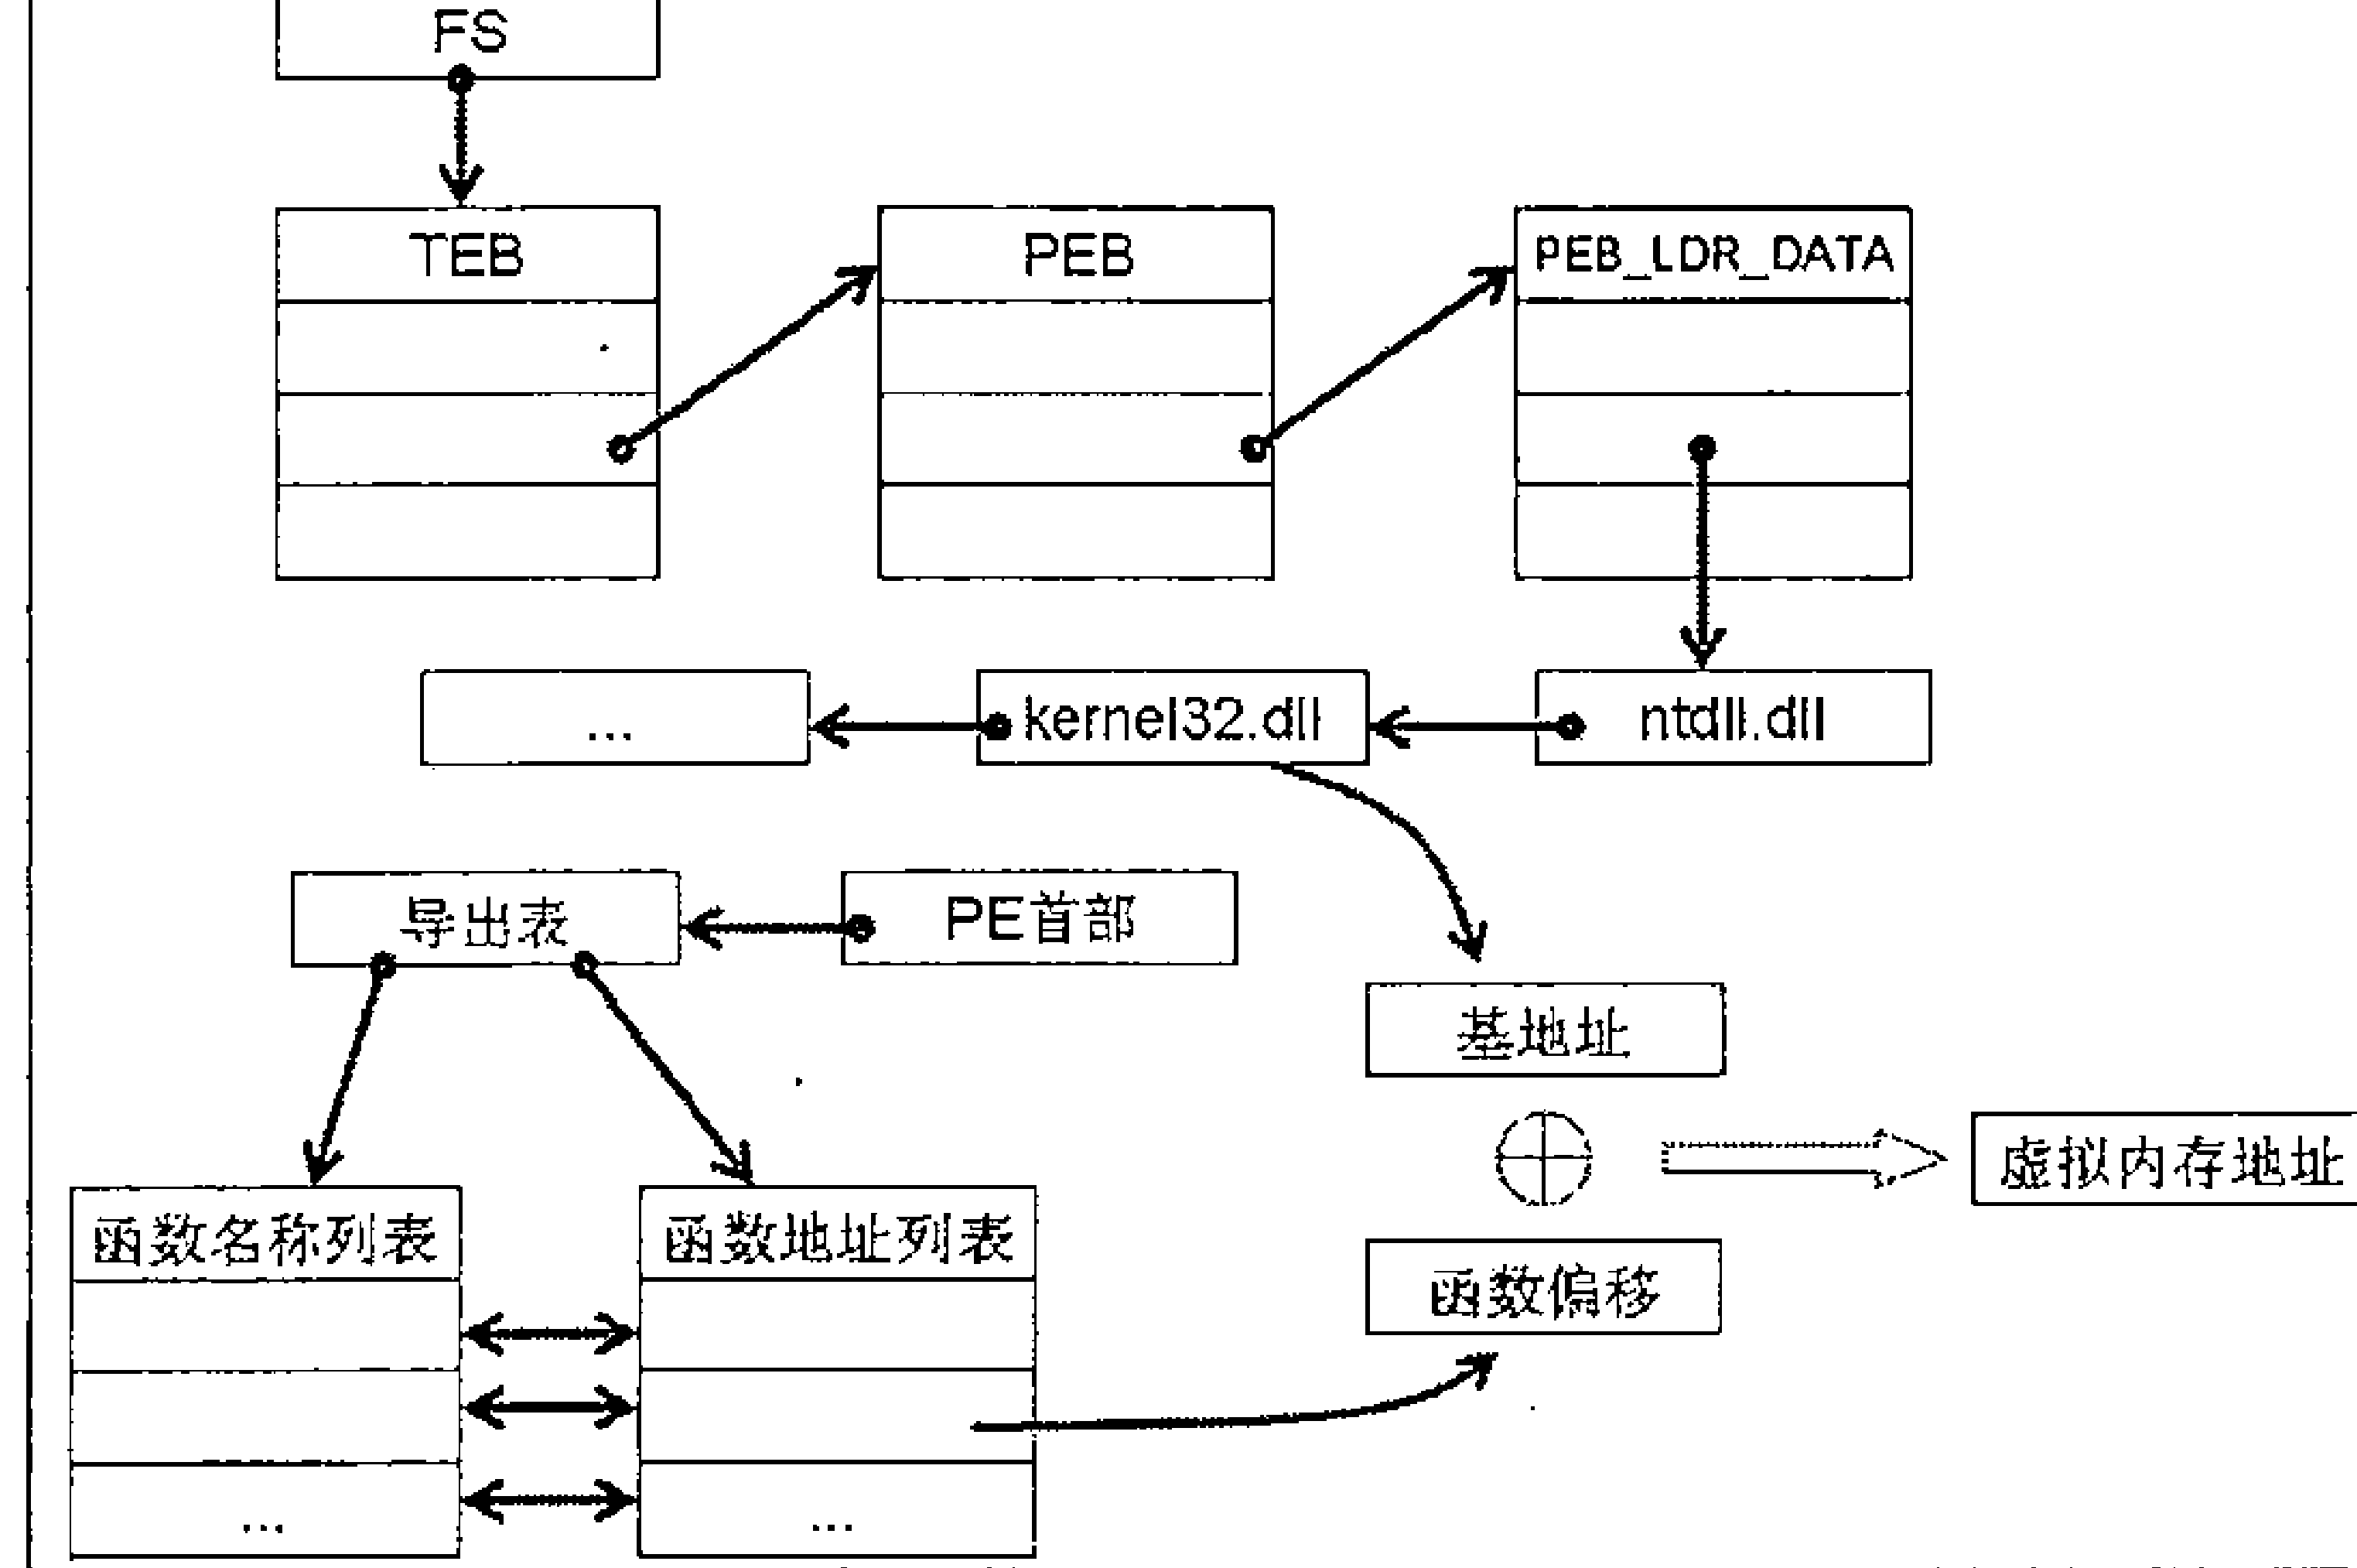 FS
TEB
PEB
PEB_LDR_DATA
...
kernel32.dll
ntdll.dll
导出表
PE首部
基地址
虚拟内存地址
函数名称列表
函数地址列表
函数偏移
...
...